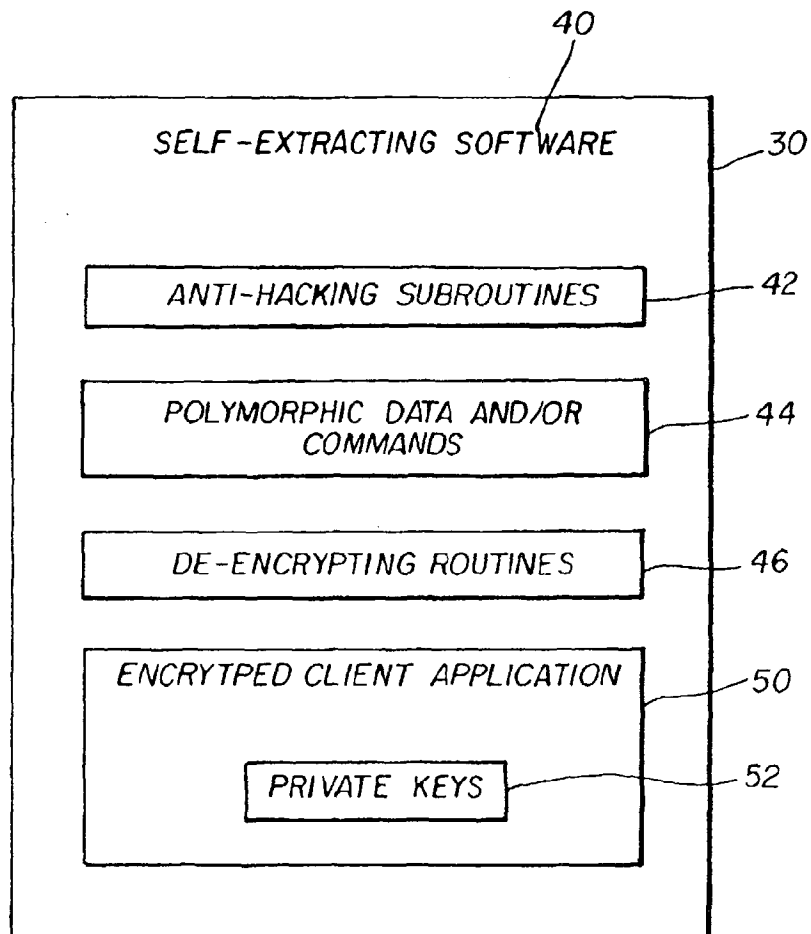 40
SELF-EXTRACTING SOFTWARE
30
ANTI-HACKING SUBROUTINES
42
POLYMORPHIC DATA AND/OR
COMMANDS
44
DE-ENCRYPTING ROUTINES
46
ENCRYTPED CLIENT APPLICATION
50
PRIVATE KEYS
52